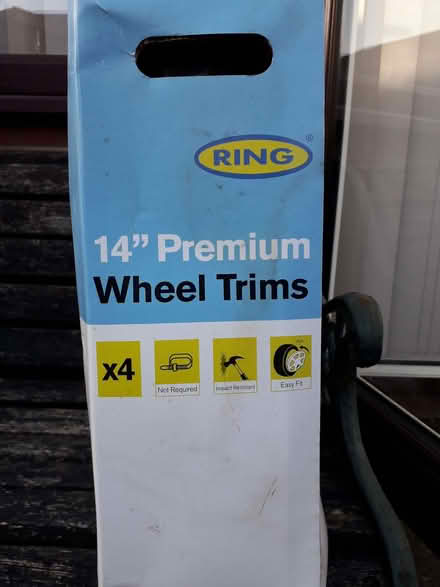 RING®
14” Premium
Wheel Trims
x4
Not Required
Impact Resistant
Easy Fit